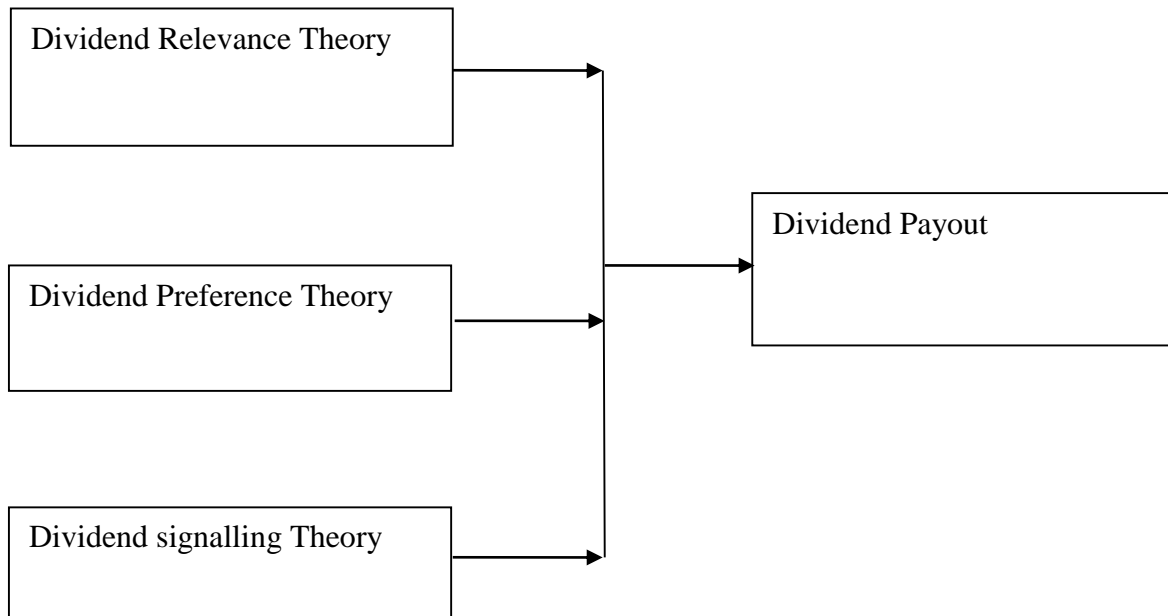 Dividend Relevance Theory
Dividend Preference Theory
Dividend signalling Theory
Dividend Payout